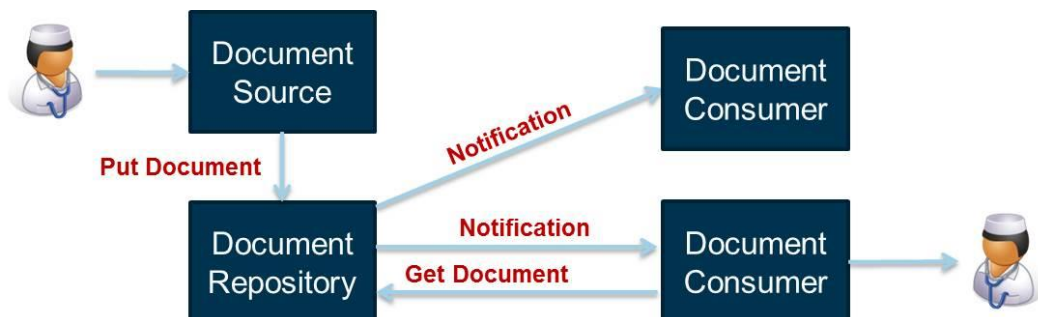 Document
Source
Document
Consumer
Notification
Put Document
Document
Repository
Notification
Get Document
Document
Consumer